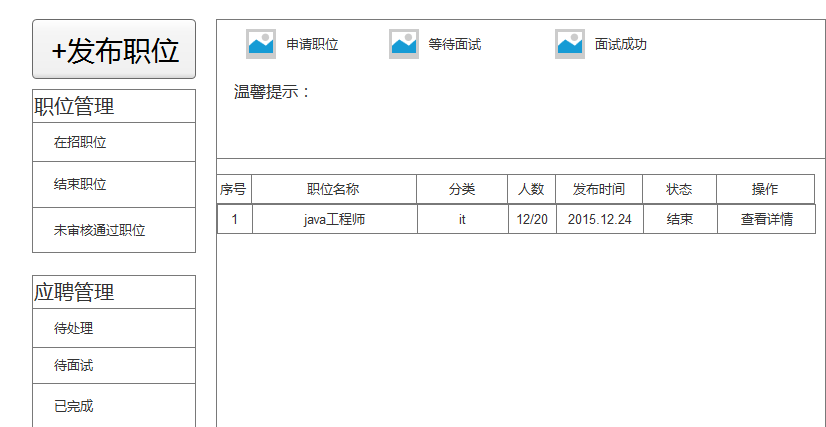 +发布职位
职位管理
在招职位
结束职位
未审核通过职位
应聘管理
待处理
待面试
已完成
申请职位 等待面试 面试成功
温馨提示：
序号 职位名称 分类 人数 发布时间 状态 操作
1 java工程师 it 12/20 2015.12.24 结束 查看详情